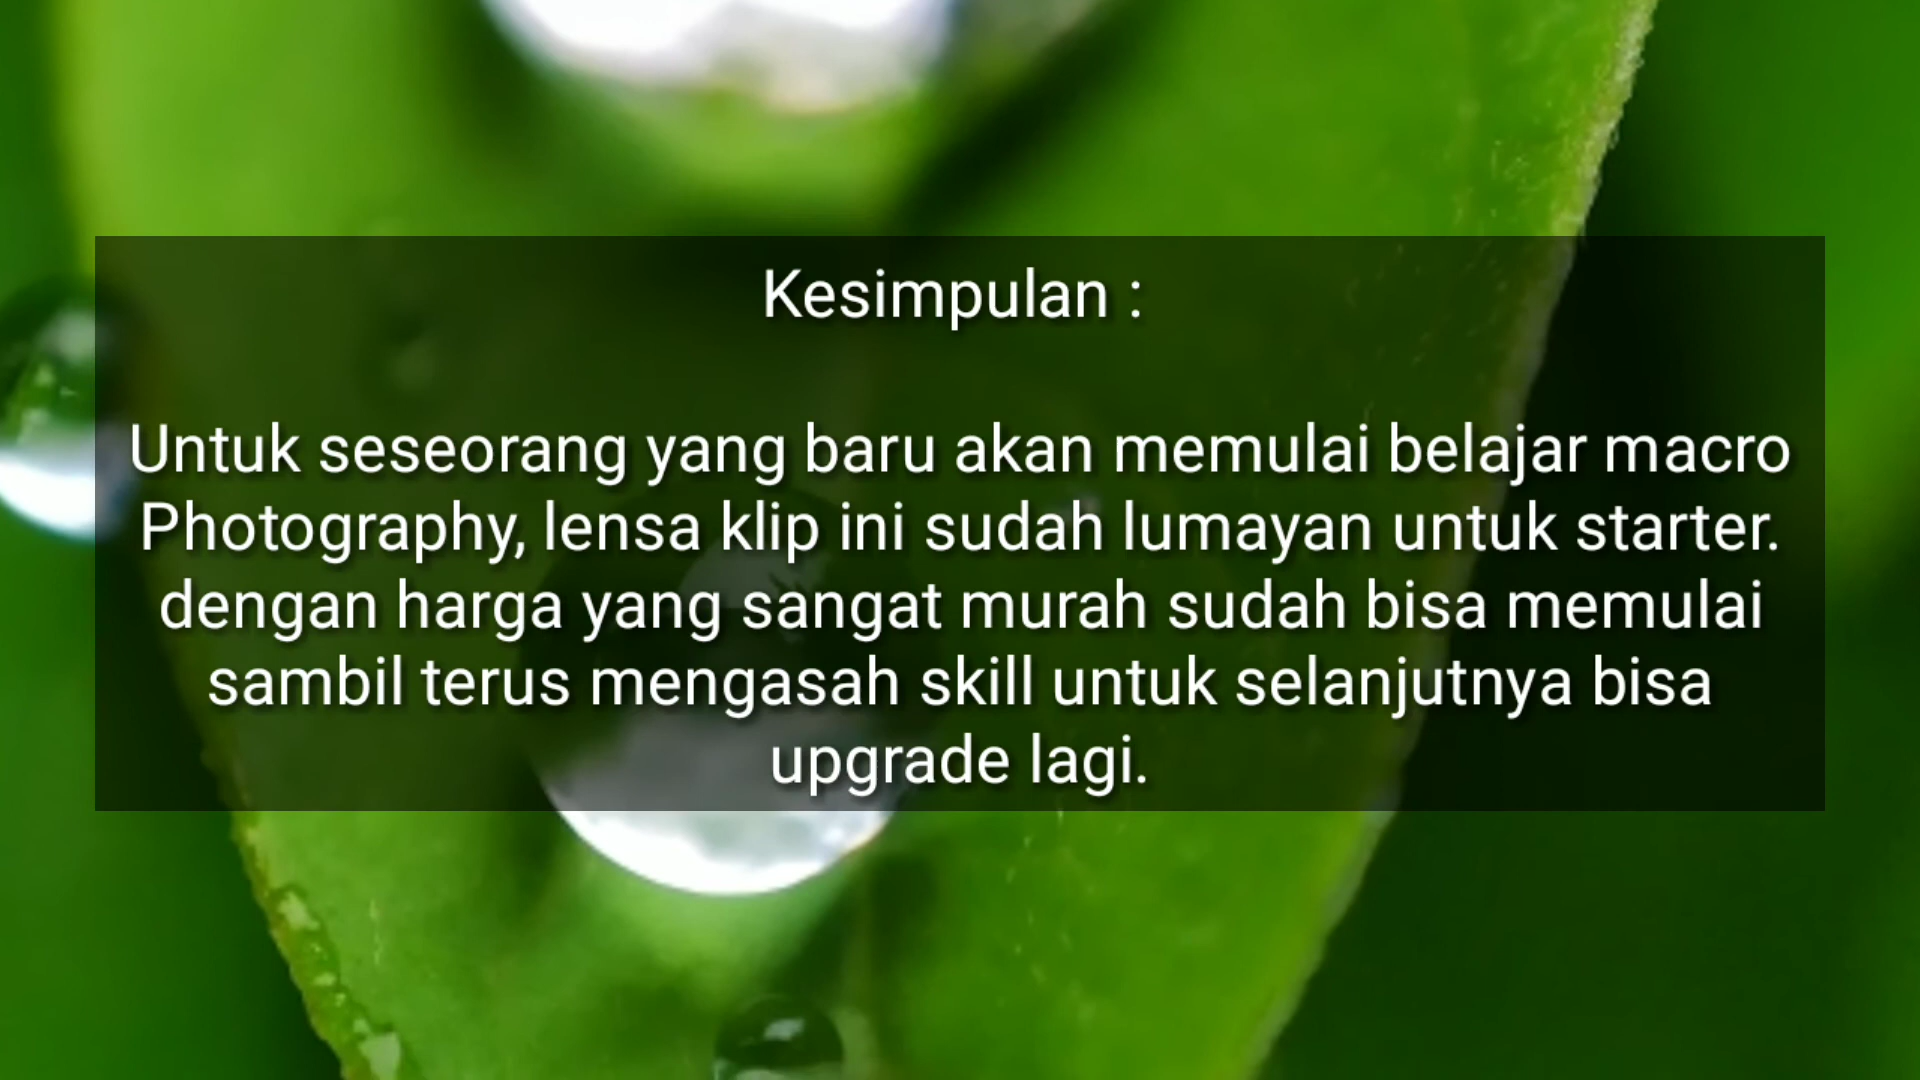 Kesimpulan :
Untuk seseorang yang baru akan memulai belajar macro
Photography, lensa klip ini sudah lumayan untuk starter.
dengan harga yang sangat murah sudah bisa memulai
sambil terus mengasah skill untuk selanjutnya bisa
upgrade lagi.